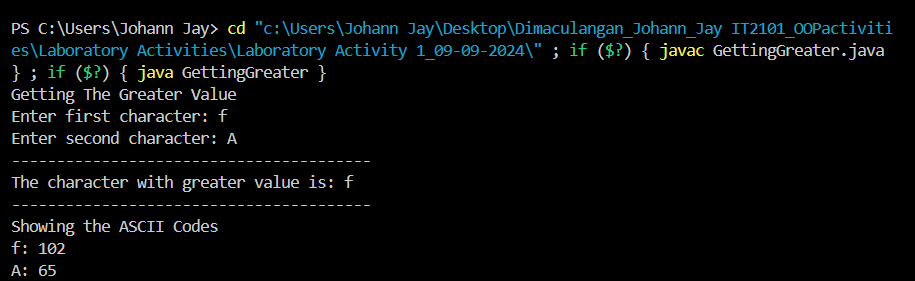 PS C:\Users\Johann Jay> cd "c:\Users\Johann Jay\Desktop\Dimaculangan_Johann_Jay IT2101_OOPactiviti
es\Laboratory Activities\Laboratory Activity 1_09-09-2024\" ; if ($?) { javac GettingGreater.java
} ; if ($?) { java GettingGreater }
Getting The Greater Value
Enter first character: f
Enter second character: A
----------------------------------------
The character with greater value is: f
----------------------------------------
Showing the ASCII Codes
f: 102
A: 65